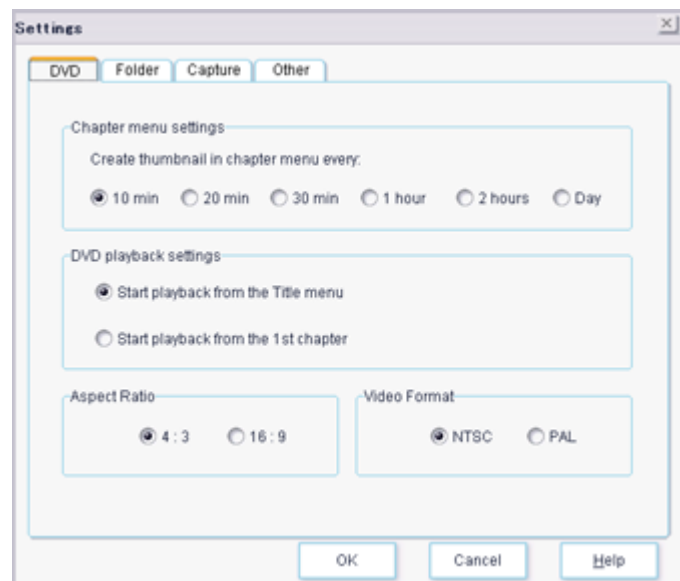 Settings
DVD Folder Capture Other
Chapter menu settings
Create thumbnail in chapter menu every:
10 min 20 min 30 min 1 hour 2 hours Day
DVD playback settings
Start playback from the Title menu
Start playback from the 1st chapter
Aspect Ratio Video Format
4 : 3 16 : 9 NTSC PAL
OK Cancel Help